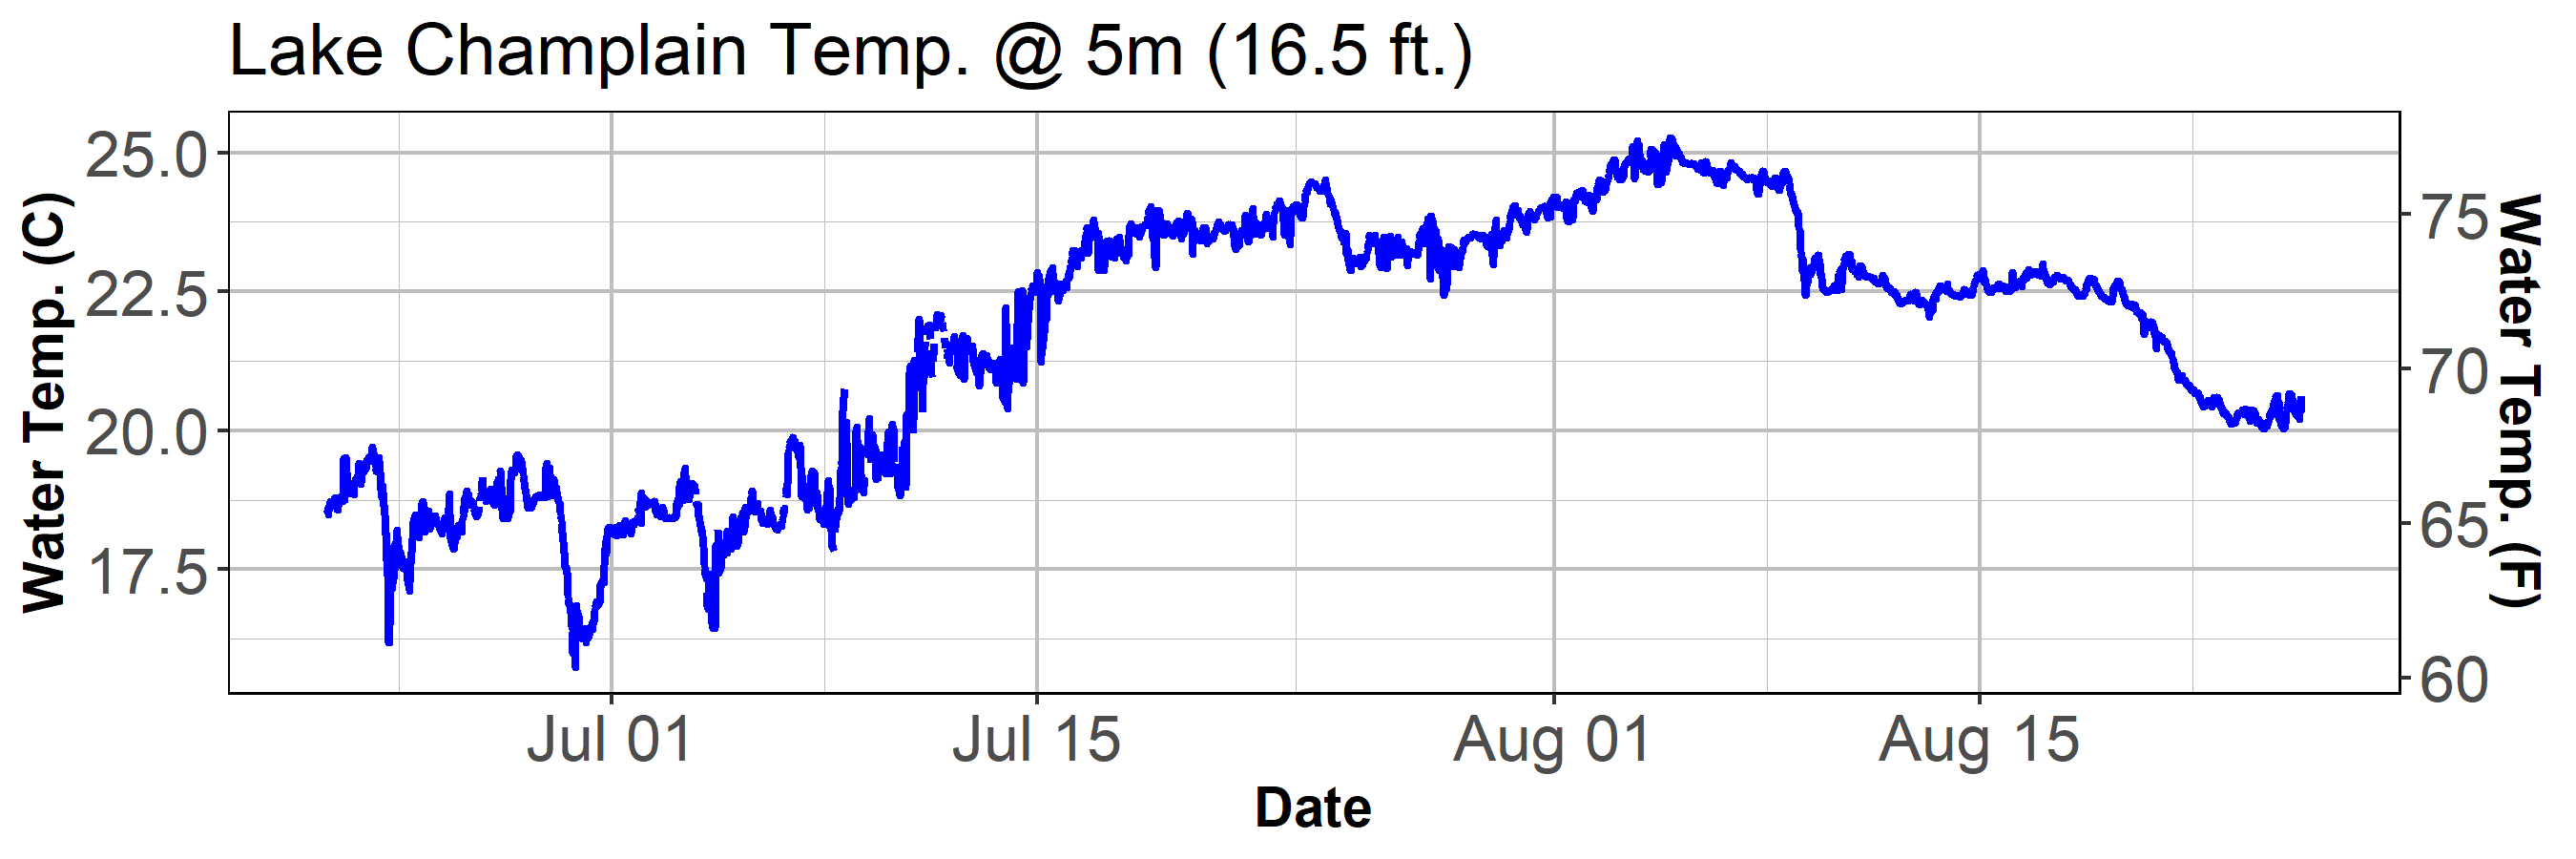 Lake Champlain Temp. @ 5m (16.5 ft.)
Water Temp. (C)
25.0
22.5
20.0
17.5
75
70
65
60
Water Temp. (F)
Jul 01
Jul 15
Aug 01
Aug 15
Date